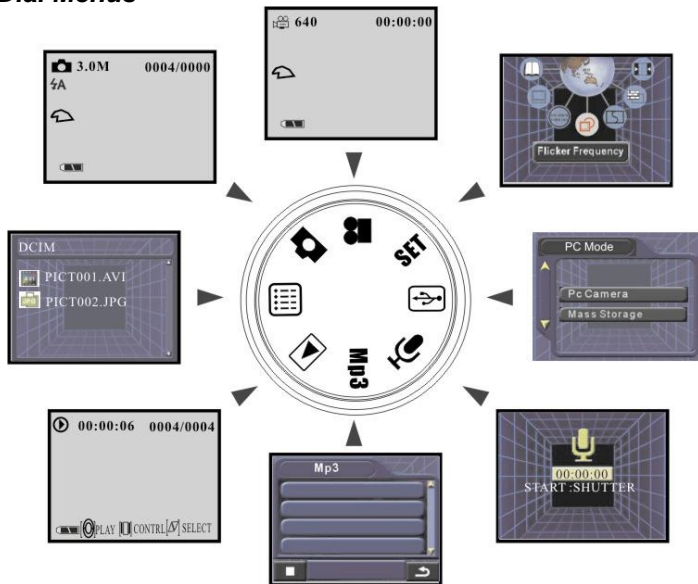 Dial Menus
640 00:00:00
3.0M 0004/0000
4A
Flicker Frequency
SET
DCIM
PICT001.AVI
PICT002.JPG
PC Mode
Pc Camera
Mass Storage
Mp3
00:00:06 0004/0004
PLAY CONTRL SELECT
Mp3
00:00:00
START :SHUTTER